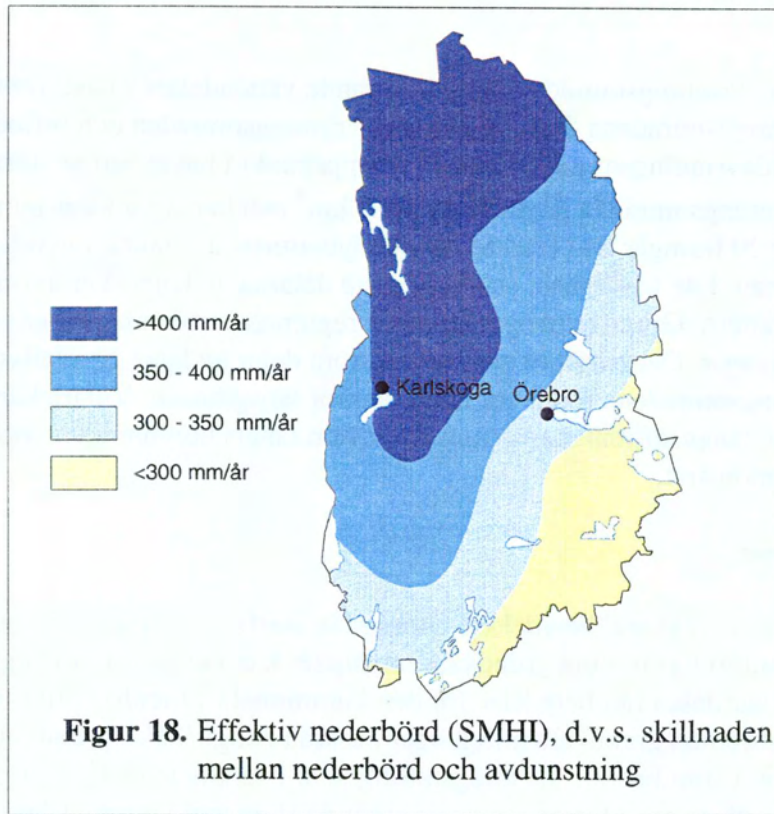 >400 mm/år
350 - 400 mm/år
300 - 350 mm/år
<300 mm/år
Karlskoga
Örebro
Figur 18. Effektiv nederbörd (SMHI), d.v.s. skillnaden
mellan nederbörd och avdunstning